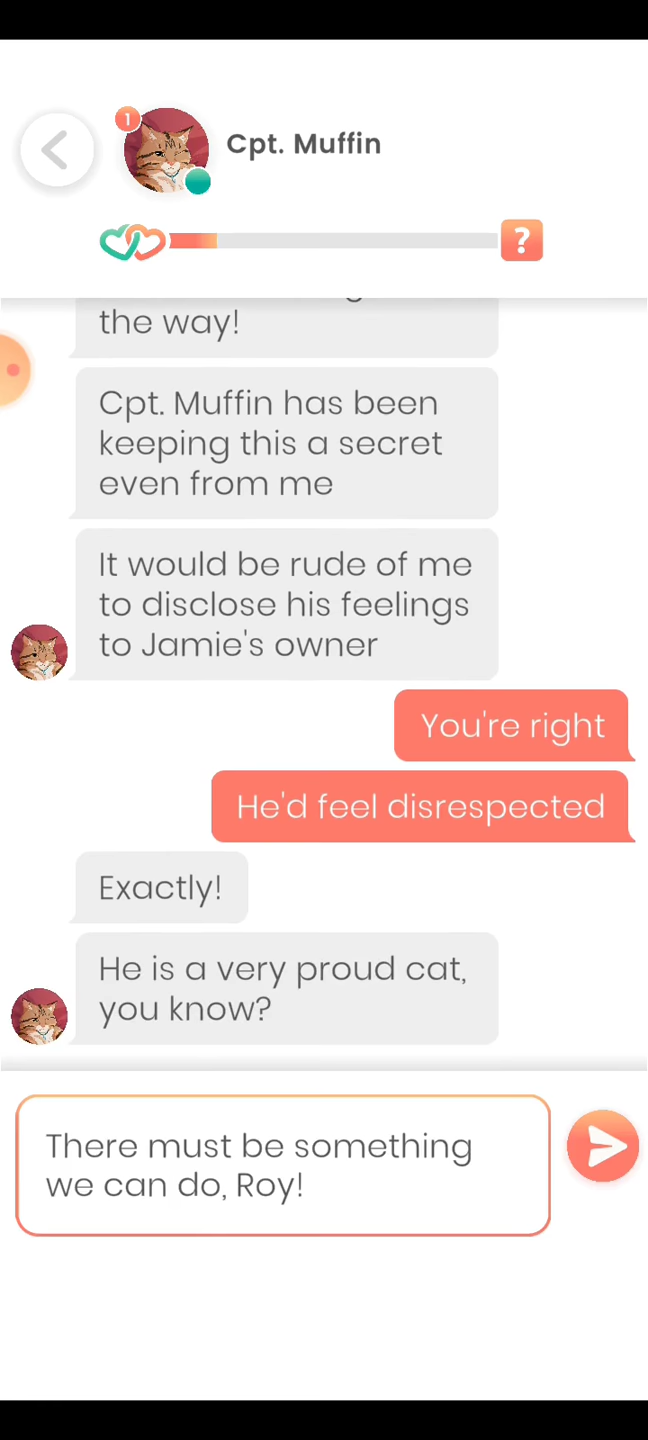 1
Cpt. Muffin
?
the way!
Cpt. Muffin has been
keeping this a secret
even from me
It would be rude of me
to disclose his feelings
to Jamie's owner
You're right
He'd feel disrespected
Exactly!
He is a very proud cat,
you know?
There must be something
we can do, Roy!